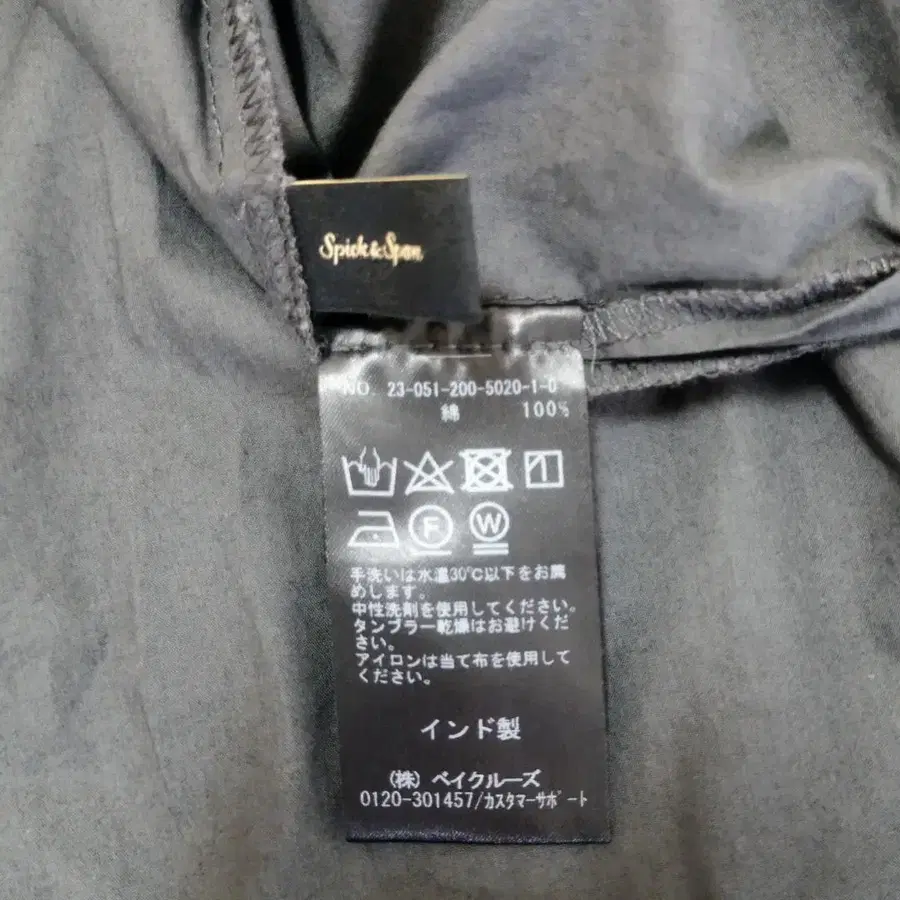 Spick & Span
NO. 23-051-200-5020-1-0
綿 100%
F W
手洗いは水温30℃以下をお薦
めします。
中性洗剤を使用してください。
タンブラー乾燥はお避けくだ
さい。
アイロンは当て布を使用して
ください。
インド製
(株) ベイクルーズ
0120-301457/カスタマーサポート